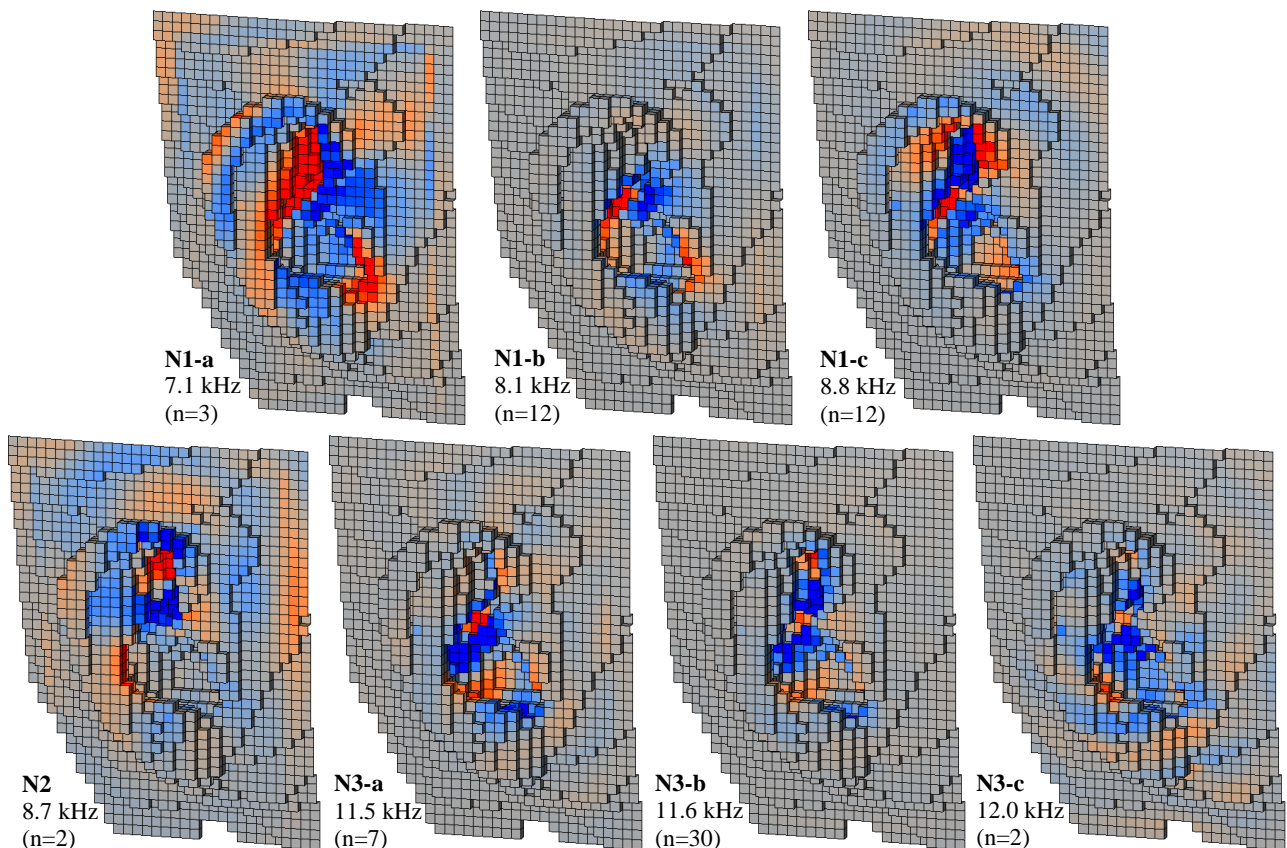 N1-a
7.1 kHz
(n=3)
N1-b
8.1 kHz
(n=12)
N1-c
8.8 kHz
(n=12)
N2
8.7 kHz
(n=2)
N3-a
11.5 kHz
(n=7)
N3-b
11.6 kHz
(n=30)
N3-c
12.0 kHz
(n=2)